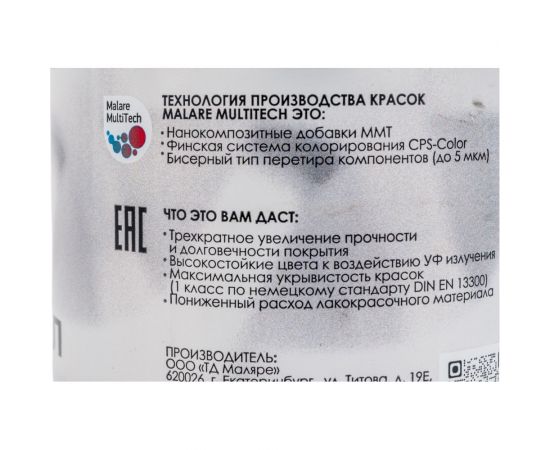 Malare
MultiTech
ТЕХНОЛОГИЯ ПРОИЗВОДСТВА КРАСОК
MALARE MULTITECH ЭТО:
• Нанокомпозитные добавки ММТ
• Финская система колорирования CPS-Color
• Бисерный тип перетира компонентов (до 5 мкм)
EAC
ЧТО ЭТО ВАМ ДАСТ:
• Трехкратное увеличение прочности
и долговечности покрытия
• Высокостойкие цвета к воздействию УФ излучения
• Максимальная укрывистость красок
(1 класс по немецкому стандарту DIN EN 13300)
• Пониженный расход лакокрасочного материала
ПРОИЗВОДИТЕЛЬ:
ООО «ТД Маляре»
620026, г. Екатеринбург, ул. Титова, д. 19Е,